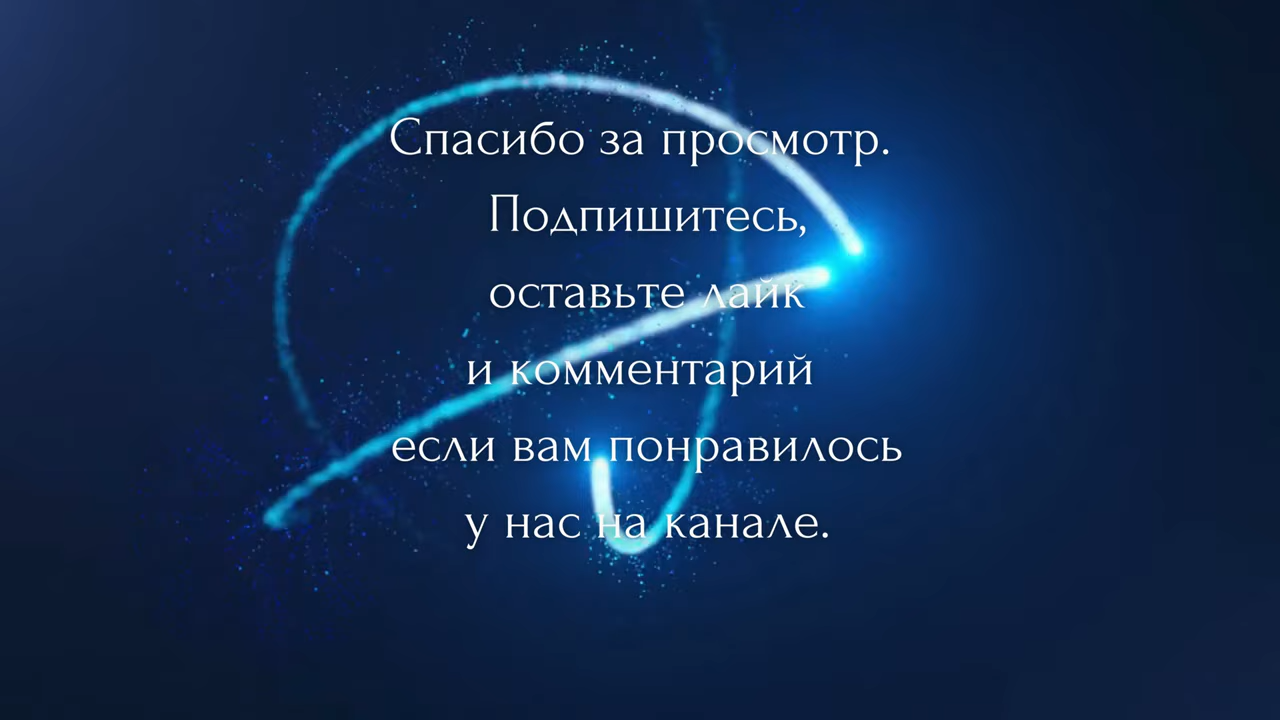 Спасибо за просмотр.
Подпишитесь,
оставьте лайк
и комментарий
если вам понравилось
у нас на канале.